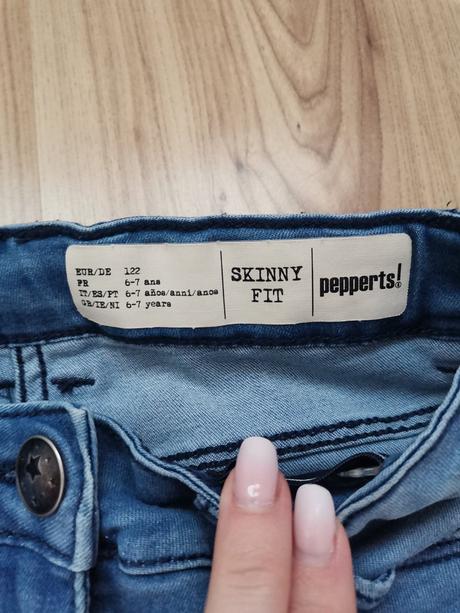 EUR/DE 122
FR 6-7 ans
IT/ES/PT 6-7 años/anni/anos
GB/IE/NI 6-7 years
SKINNY
FIT
pepperts!®